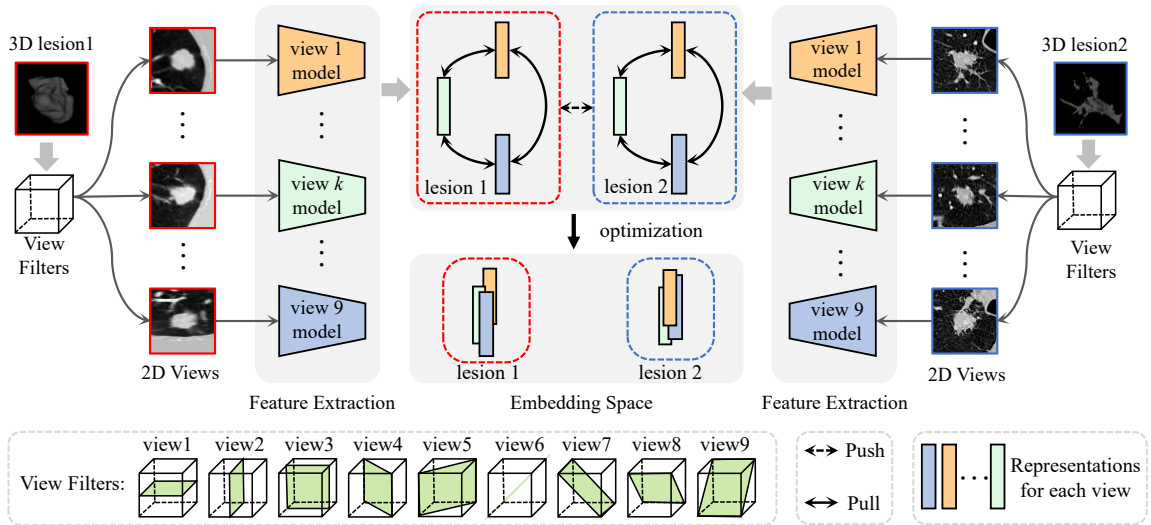 3D lesion1
View
Filters
2D Views
view 1
model
view k
model
view 9
model
Feature Extraction
lesion 1
lesion 2
optimization
lesion 1
lesion 2
Embedding Space
view 1
model
view k
model
view 9
model
Feature Extraction
3D lesion2
View
Filters
2D Views
View Filters:
view1
view2
view3
view4
view5
view6
view7
view8
view9
Push
Pull
Representations
for each view